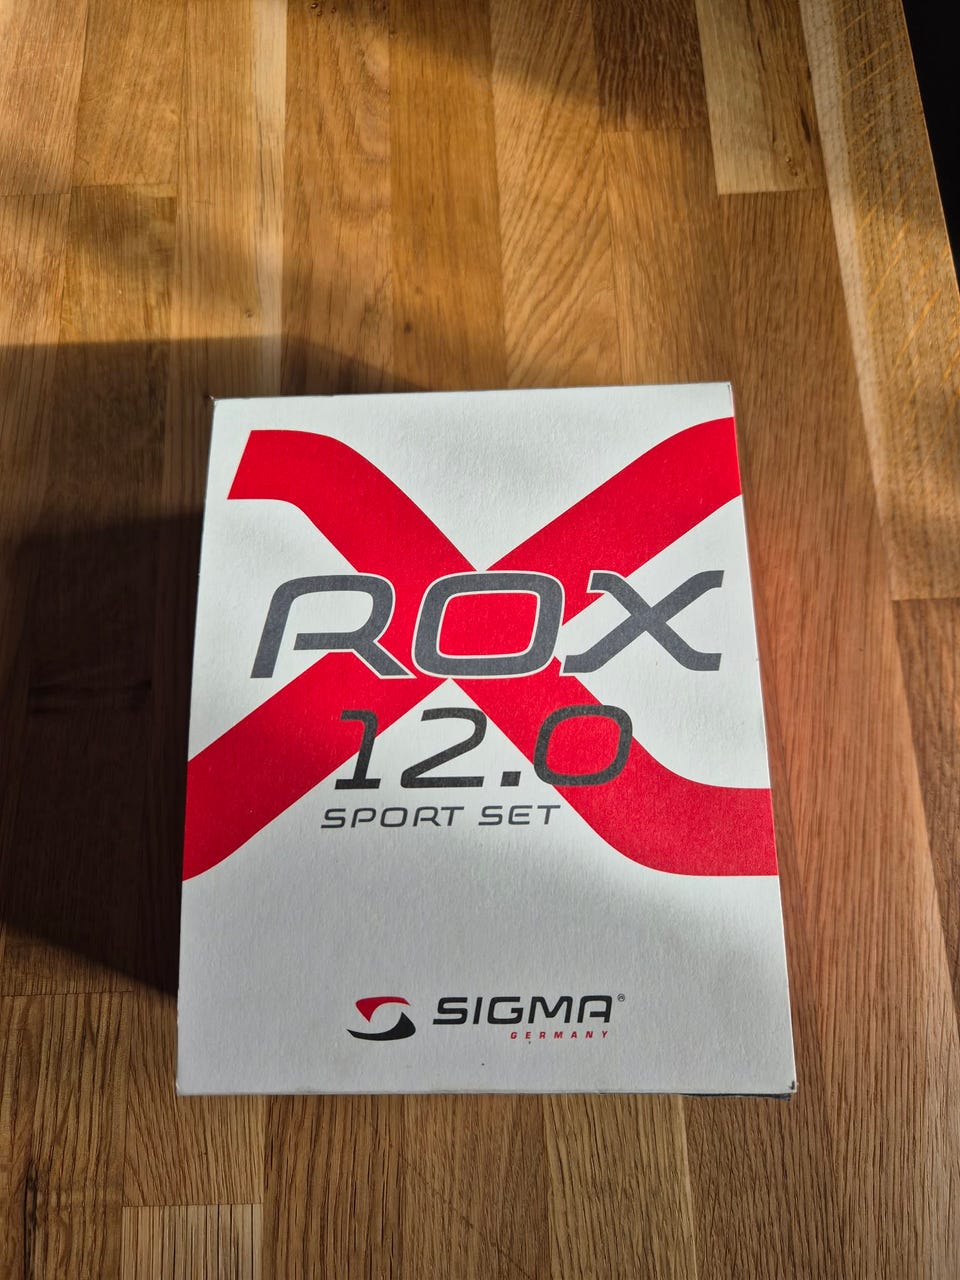 ROX
12.0
SPORT SET
SIGMA®
GERMANY